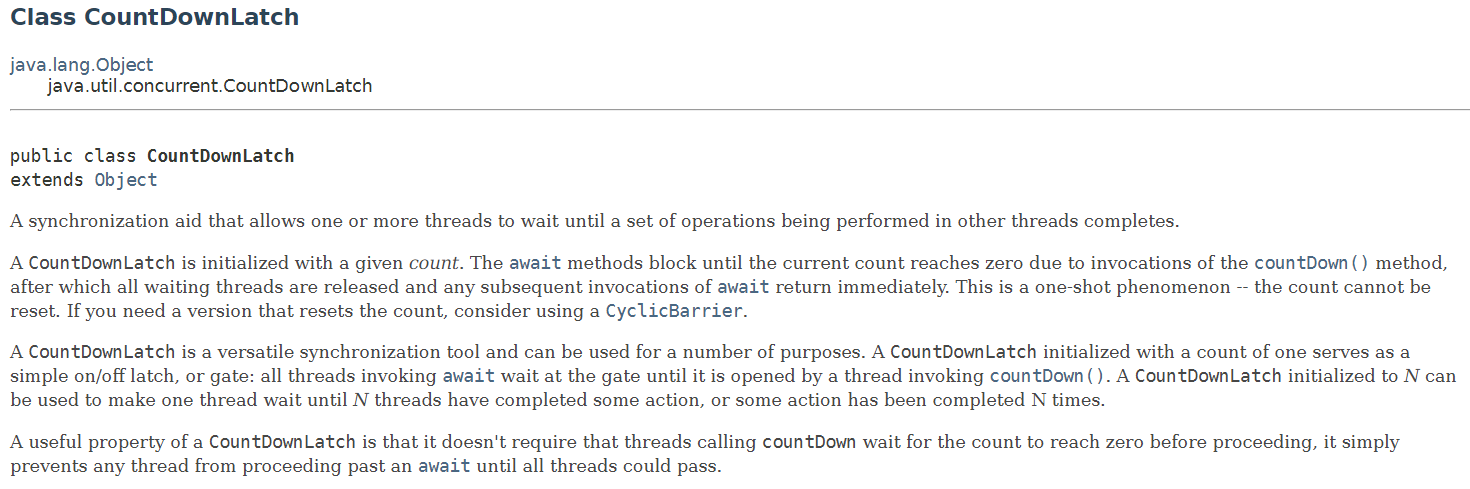 Class CountDownLatch
java.lang.Object
java.util.concurrent.CountDownLatch
public class CountDownLatch
extends Object
A synchronization aid that allows one or more threads to wait until a set of operations being performed in other threads completes.
A CountDownLatch is initialized with a given count. The await methods block until the current count reaches zero due to invocations of the countDown() method,
after which all waiting threads are released and any subsequent invocations of await return immediately. This is a one-shot phenomenon -- the count cannot be
reset. If you need a version that resets the count, consider using a CyclicBarrier.
A CountDownLatch is a versatile synchronization tool and can be used for a number of purposes. A CountDownLatch initialized with a count of one serves as a
simple on/off latch, or gate: all threads invoking await wait at the gate until it is opened by a thread invoking countDown(). A CountDownLatch initialized to N can
be used to make one thread wait until N threads have completed some action, or some action has been completed N times.
A useful property of a CountDownLatch is that it doesn't require that threads calling countDown wait for the count to reach zero before proceeding, it simply
prevents any thread from proceeding past an await until all threads could pass.